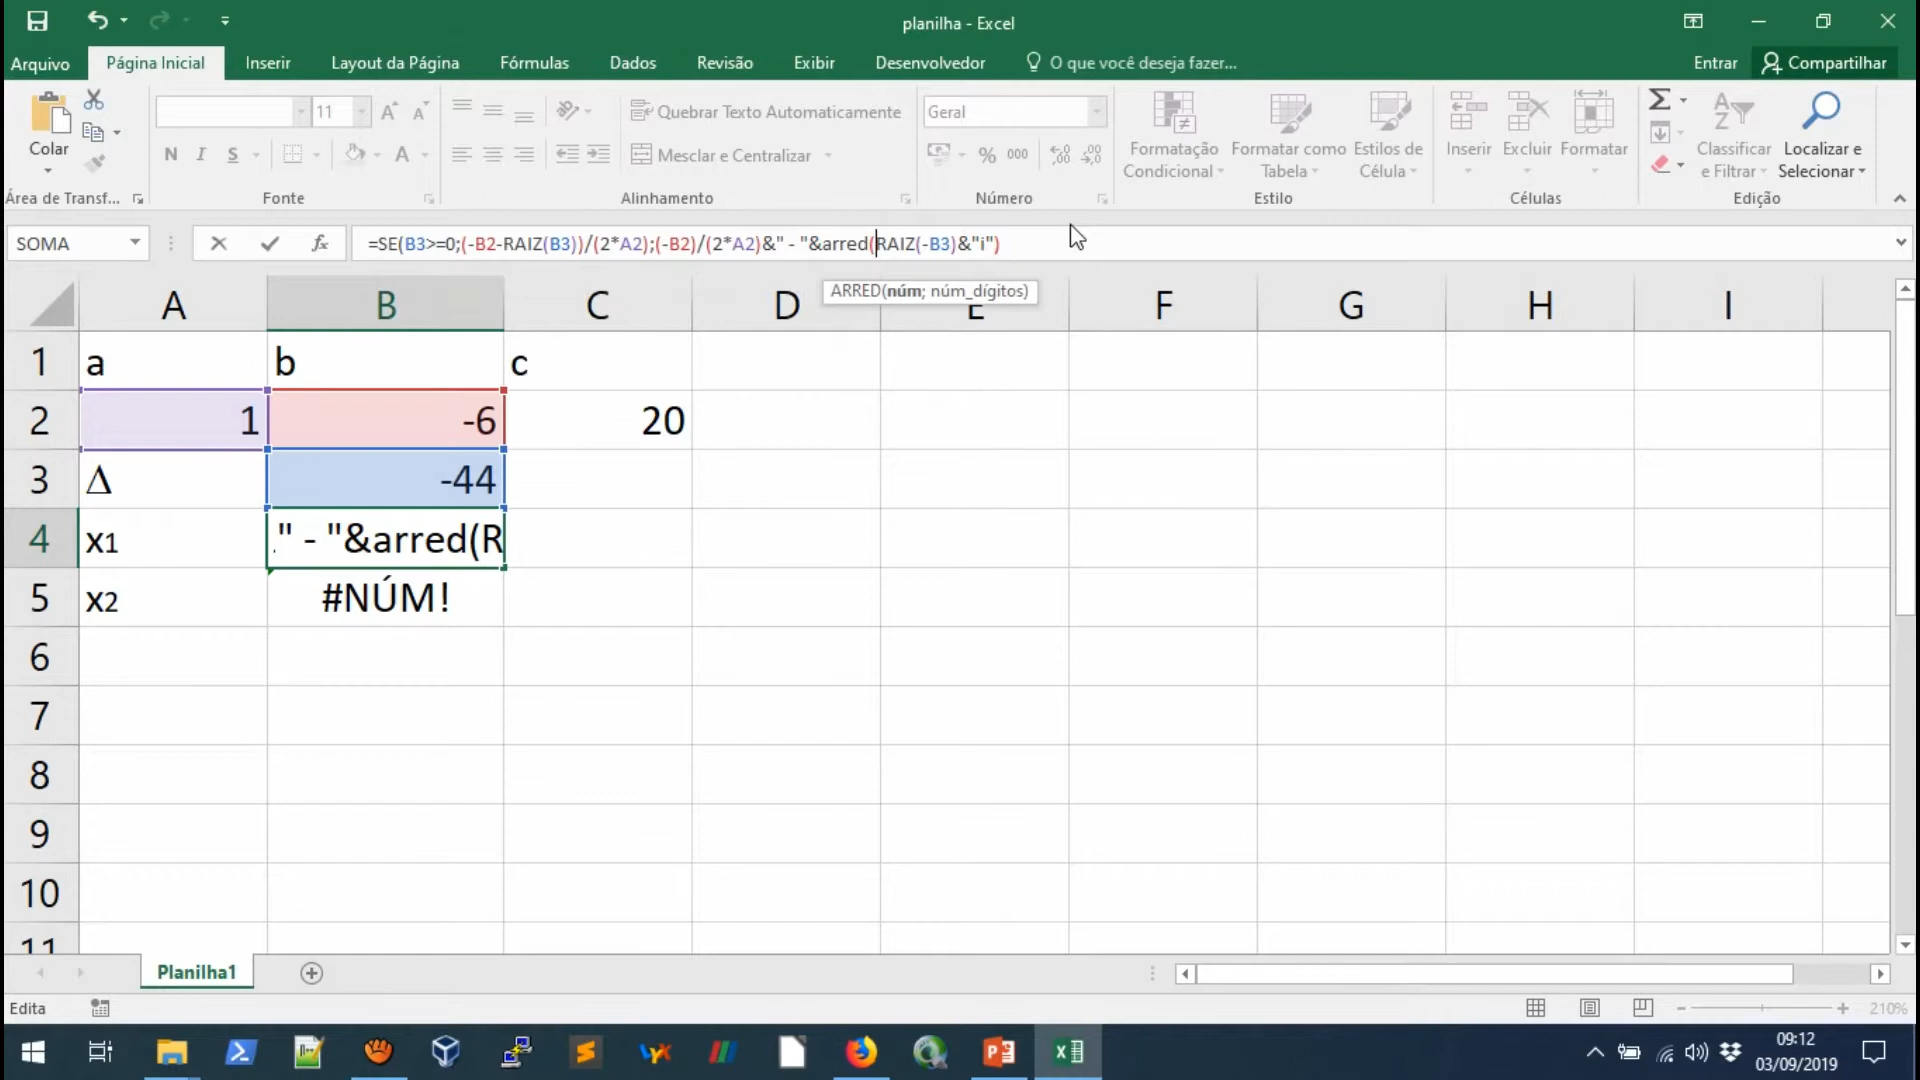 planilha - Excel
Arquivo Página Inicial Inserir Layout da Página Fórmulas Dados Revisão Exibir Desenvolvedor O que você deseja fazer... Entrar Compartilhar
Colar
11
N I S
Quebrar Texto Automaticamente
Mesclar e Centralizar
Geral
% 000
Formatação Condicional
Formatar como Tabela
Estilos de Célula
Inserir
Excluir
Formatar
Classificar e Filtrar
Localizar e Selecionar
Área de Transf... Fonte Alinhamento Número Estilo Células Edição
SOMA fx =SE(B3>=0;(-B2-RAIZ(B3))/(2*A2);(-B2)/(2*A2)&" - "&arred(RAIZ(-B3)&"i")
ARRED(núm; núm_dígitos)
A B C D E F G H I
1 a b c
2 1 -6 20
3 Δ -44
4 x1 " - "&arred(R
5 x2 #NÚM!
6
7
8
9
10
11
Planilha1
Edita 210%
09:12
03/09/2019